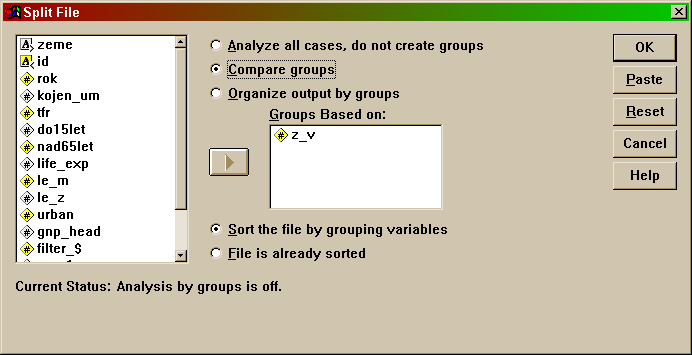 Split File
zeme
id
rok
kojen_um
tfr
do15let
nad65let
life_exp
le_m
le_z
urban
gnp_head
filter_$
Analyze all cases, do not create groups
Compare groups
Organize output by groups
Groups Based on:
z_v
Sort the file by grouping variables
File is already sorted
OK
Paste
Reset
Cancel
Help
Current Status: Analysis by groups is off.